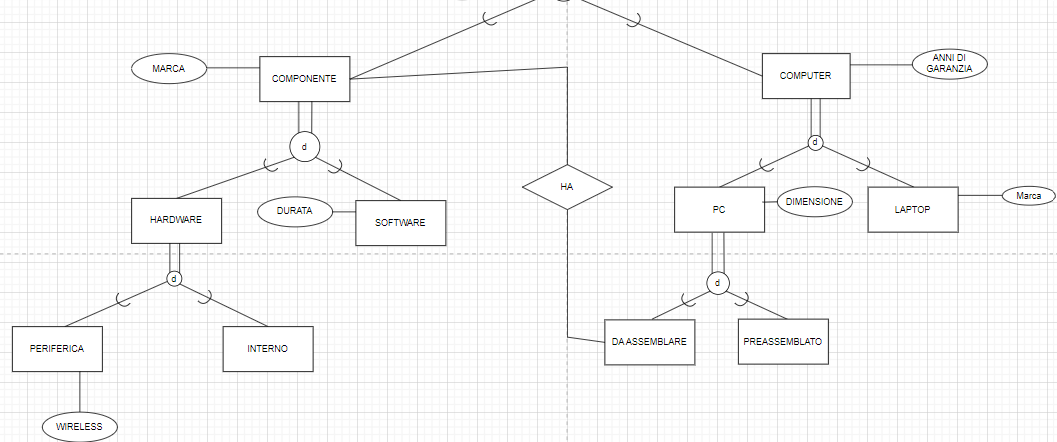 MARCA
COMPONENTE
COMPUTER
ANNI DI
GARANZIA
d
d
HA
DURATA
HARDWARE
SOFTWARE
PC
DIMENSIONE
LAPTOP
Marca
d
d
PERIFERICA
INTERNO
DA ASSEMBLARE
PREASSEMBLATO
WIRELESS